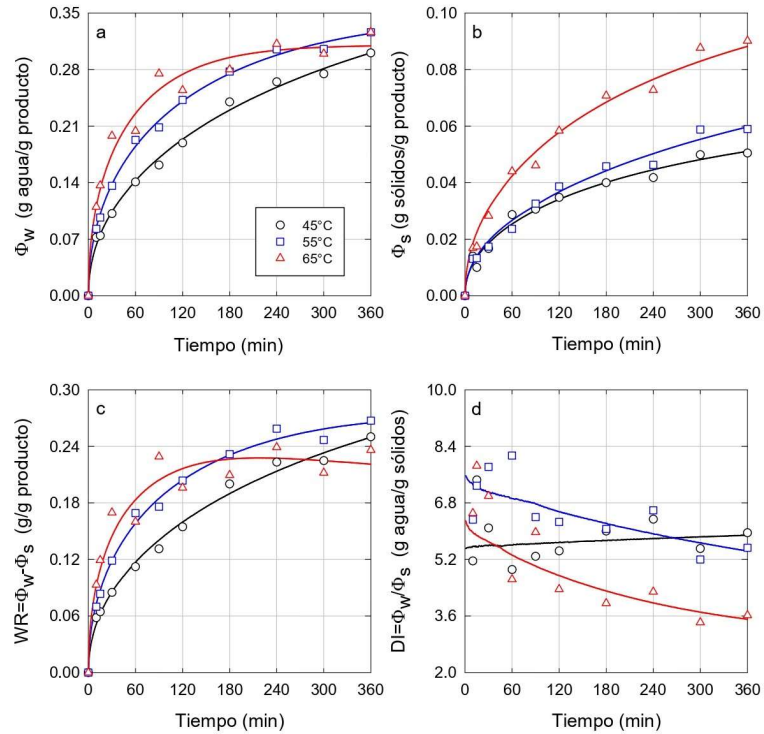 a
Φw (g agua/g producto)
0.35
0.28
0.21
0.14
0.07
0.00
45°C
55°C
65°C
0 60 120 180 240 300 360
Tiempo (min)
b
Φs (g sólidos/g producto)
0.10
0.08
0.06
0.04
0.02
0.00
0 60 120 180 240 300 360
Tiempo (min)
c
WR=Φw-Φs (g/g producto)
0.30
0.24
0.18
0.12
0.06
0.00
0 60 120 180 240 300 360
Tiempo (min)
d
DI=Φw/Φs (g agua/g sólidos)
10.0
8.4
6.8
5.2
3.6
2.0
0 60 120 180 240 300 360
Tiempo (min)